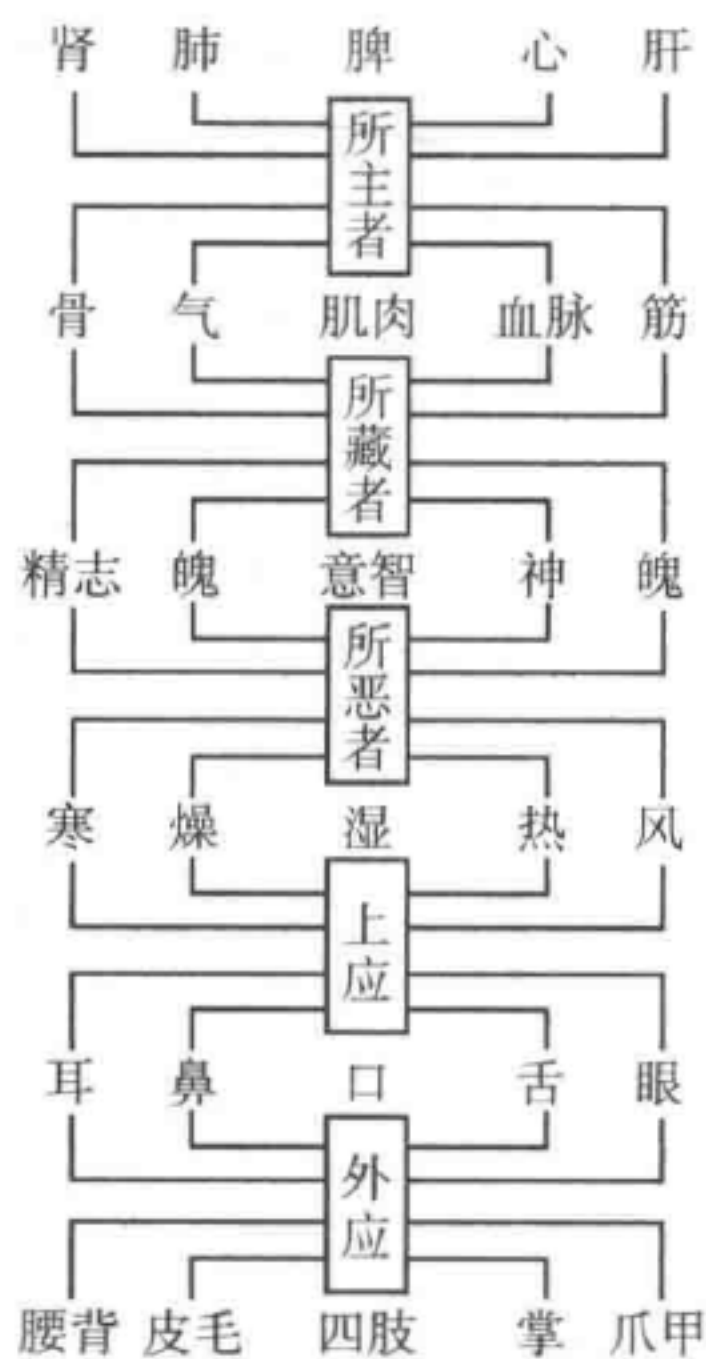 肾 肺 脾 心 肝
所主者
骨 气 肌肉 血脉 筋
所藏者
精志 魄 意智 神 魄
所恶者
寒 燥 湿 热 风
上应
耳 鼻 口 舌 眼
外应
腰背 皮毛 四肢 掌 爪甲